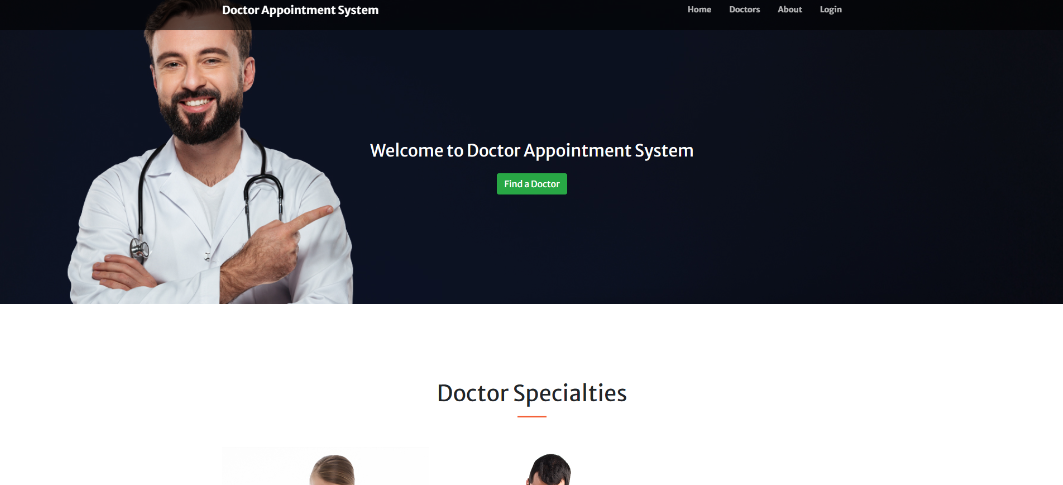 Doctor Appointment System
Home Doctors About Login
Welcome to Doctor Appointment System
Find a Doctor
Doctor Specialties